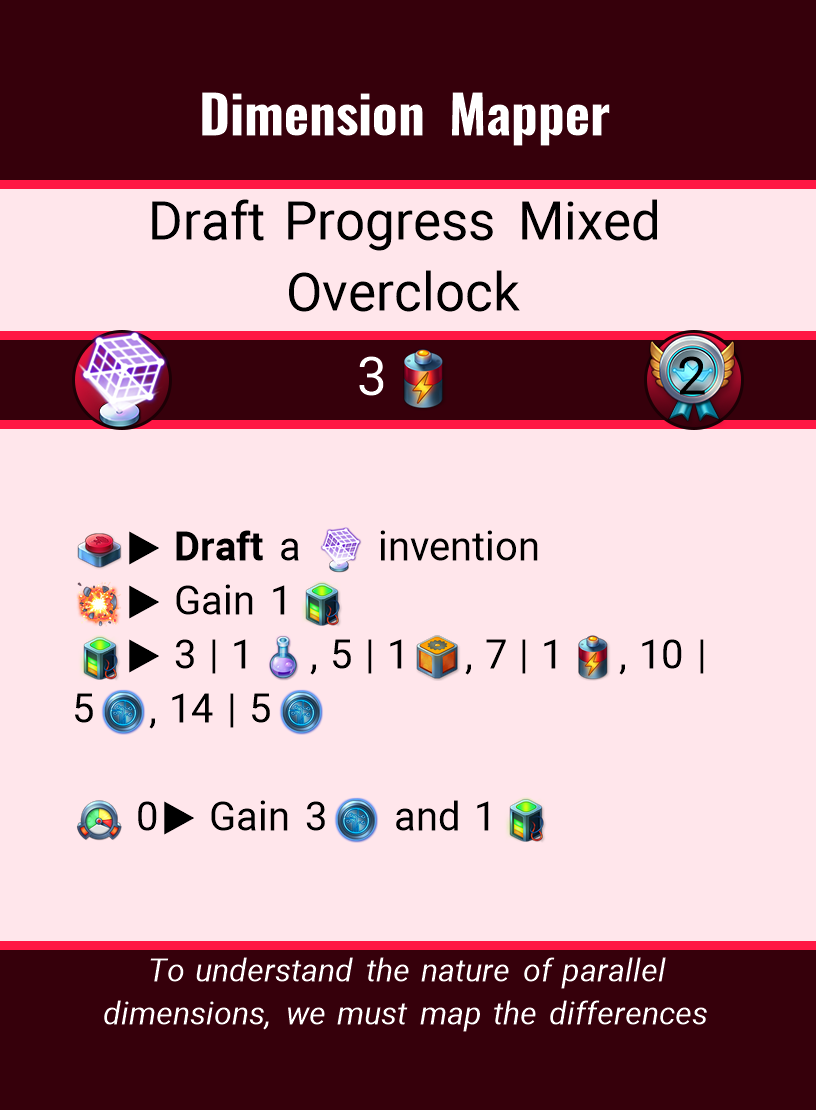 Dimension Mapper
Draft Progress Mixed
Overclock
3
2
▶ Draft a invention
▶ Gain 1
▶ 3 | 1 , 5 | 1 , 7 | 1 , 10 |
5 , 14 | 5
0▶ Gain 3 and 1
To understand the nature of parallel
dimensions, we must map the differences